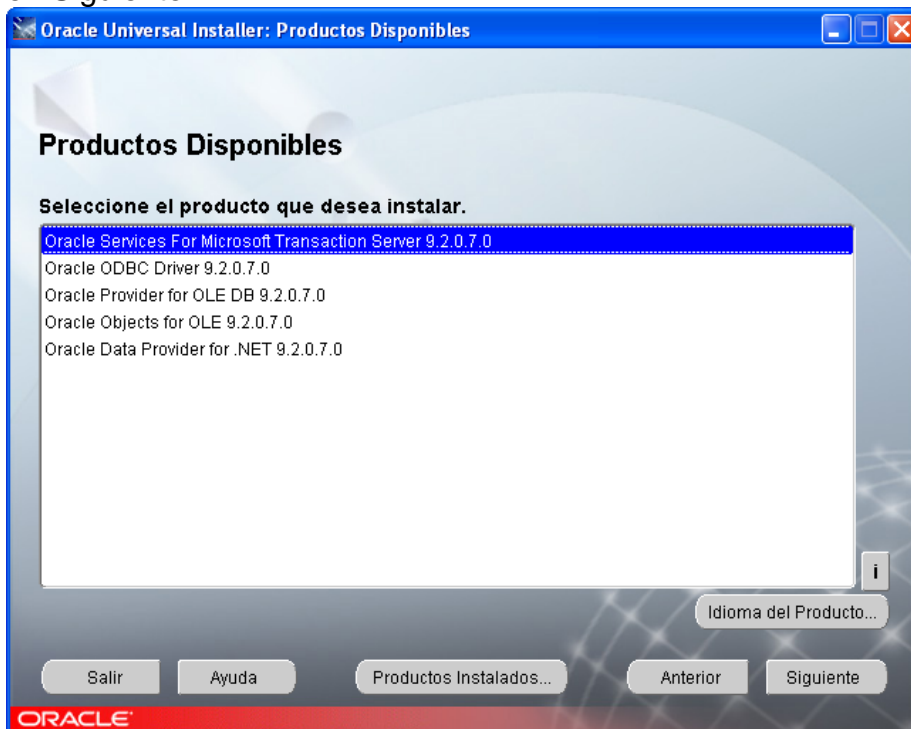 Oracle Universal Installer: Productos Disponibles
Productos Disponibles
Seleccione el producto que desea instalar.
Oracle Services For Microsoft Transaction Server 9.2.0.7.0
Oracle ODBC Driver 9.2.0.7.0
Oracle Provider for OLE DB 9.2.0.7.0
Oracle Objects for OLE 9.2.0.7.0
Oracle Data Provider for .NET 9.2.0.7.0
i
Idioma del Producto...
Salir Ayuda Productos Instalados... Anterior Siguiente
ORACLE